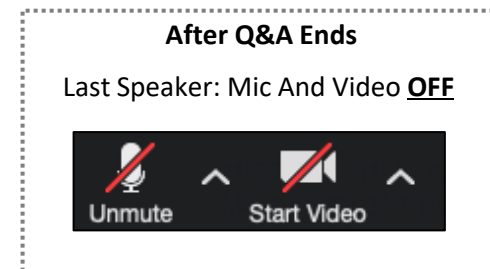 After Q&A Ends
Last Speaker: Mic And Video OFF
Unmute Start Video